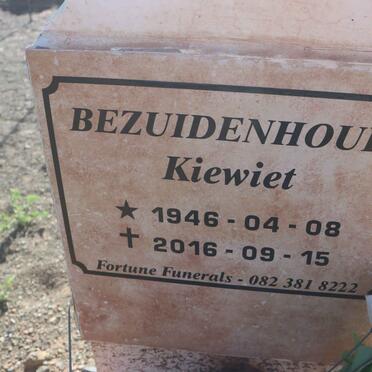 BEZUIDENHOU
Kiewiet
★ 1946 - 04 - 08
✝ 2016 - 09 - 15
Fortune Funerals - 082 381 8222